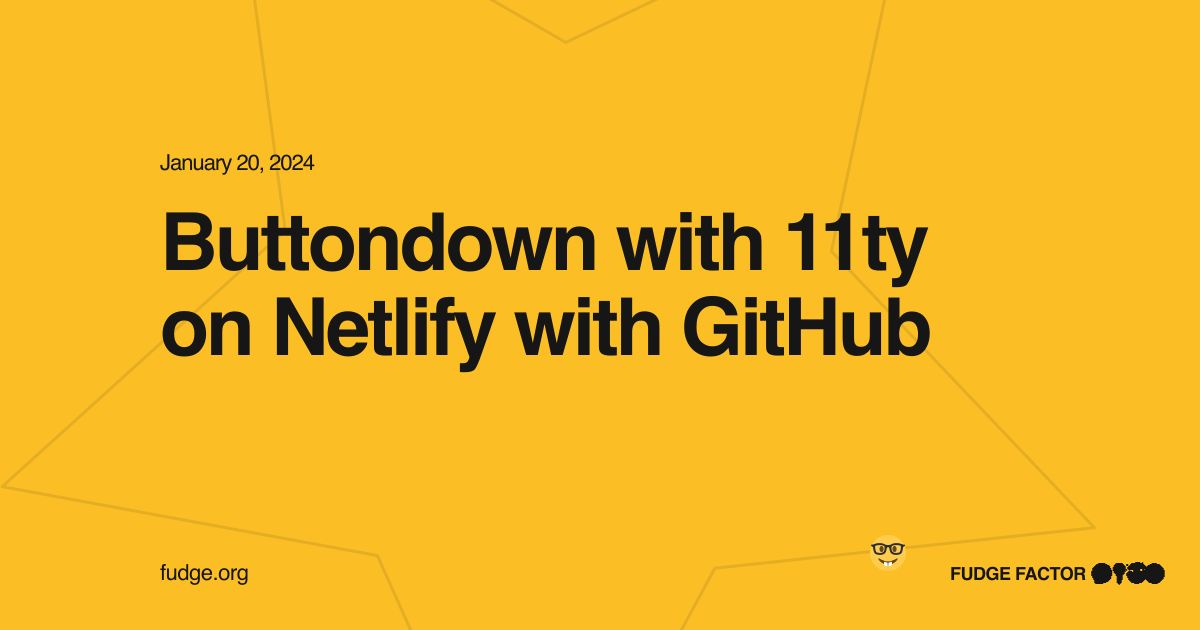 January 20, 2024
Buttondown with 11ty
on Netlify with GitHub
fudge.org
FUDGE FACTOR